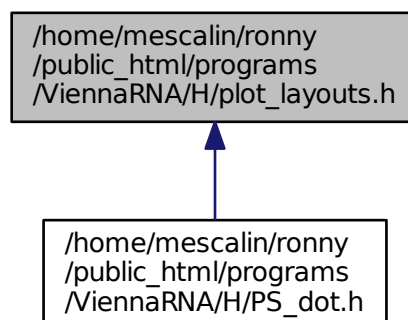 /home/mescalin/ronny
/public_html/programs
/ViennaRNA/H/plot_layouts.h
/home/mescalin/ronny
/public_html/programs
/ViennaRNA/H/PS_dot.h